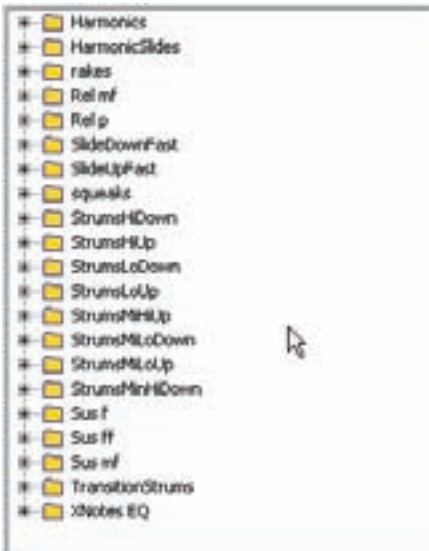 Harmonics
HarmonicSlides
rakes
Rel mf
Rel p
SlideDownFast
SlideUpFast
squeaks
StrumsHiDown
StrumsHiUp
StrumsLoDown
StrumsLoUp
StrumsMiHiUp
StrumsMiLoDown
StrumsMiLoUp
StrumsMinHiDown
Sus f
Sus ff
Sus mf
TransitionStrums
XNotes EQ